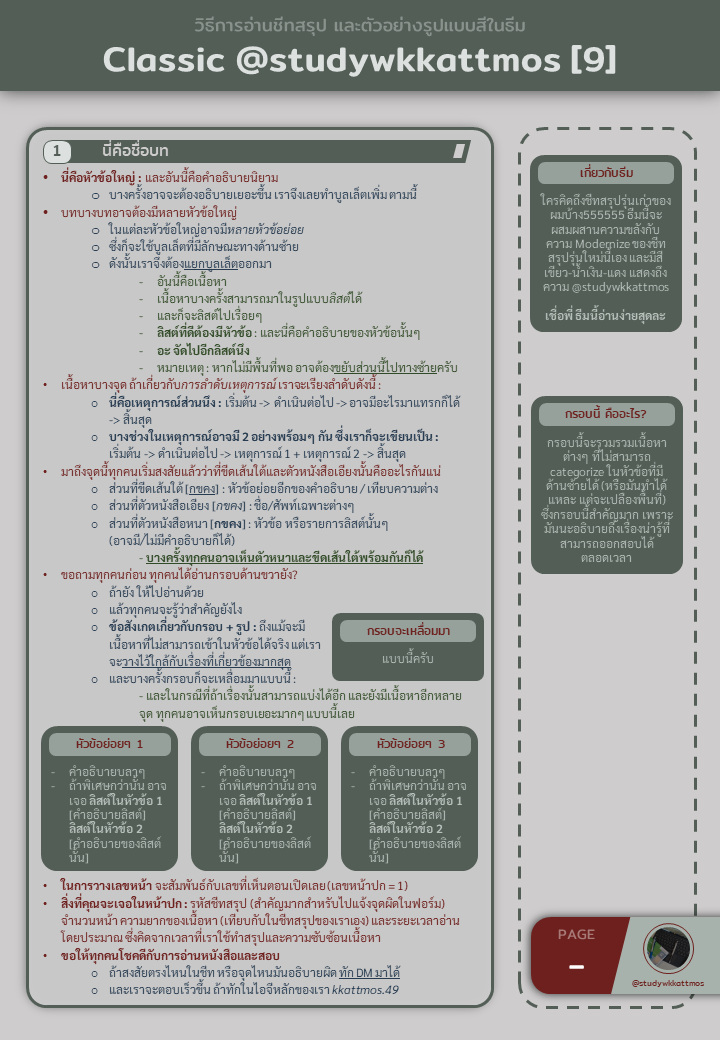 วิธีการอ่านชีทสรุป และตัวอย่างรูปแบบสีในธีม
Classic @studywkkattmos [9]
1 นี่คือชื่อบท
• นี่คือหัวข้อใหญ่ : และอันนี้คือคำอธิบายนิยาม
o บางครั้งอาจจะต้องอธิบายเยอะขึ้น เราจึงเลยทำบูลเล็ตเพิ่ม ตามนี้
• บทบางบทอาจต้องมีหลายหัวข้อใหญ่
o ในแต่ละหัวข้อใหญ่อาจมีหลายหัวข้อย่อย
o ซึ่งก็จะใช้บูลเล็ตที่มีลักษณะทางด้านซ้าย
o ดังนั้นเราจึงต้องแยกบูลเล็ตออกมา
- อันนี้คือเนื้อหา
- เนื้อหาบางครั้งสามารถมาในรูปแบบลิสต์ได้
- และก็จะลิสต์ไปเรื่อยๆ
- ลิสต์ที่ดีต้องมีหัวข้อ : และนี่คือคำอธิบายของหัวข้อนั้นๆ
- อะ จัดไปอีกลิสต์นึง
- หมายเหตุ : หากไม่มีพื้นที่พอ อาจต้องขยับส่วนนี้ไปทางซ้ายครับ
• เนื้อหาบางจุด ถ้าเกี่ยวกับการลำดับเหตุการณ์ เราจะเรียงลำดับดังนี้ :
o นี่คือเหตุการณ์ส่วนนึง : เริ่มต้น -> ดำเนินต่อไป -> อาจมีอะไรมาแทรกก็ได้
-> สิ้นสุด
o บางช่วงในเหตุการณ์อาจมี 2 อย่างพร้อมๆ กัน ซึ่งเราก็จะเขียนเป็น :
เริ่มต้น -> ดำเนินต่อไป -> เหตุการณ์ 1 + เหตุการณ์ 2 -> สิ้นสุด
• มาถึงจุดนี้ทุกคนเริ่มสงสัยแล้วว่าที่ขีดเส้นใต้และตัวหนังสือเอียงนั้นคืออะไรกันแน่
o ส่วนที่ขีดเส้นใต้ [กขคง] : หัวข้อย่อยอีกของคำอธิบาย / เทียบความต่าง
o ส่วนที่ตัวหนังสือเอียง [กขคง] : ชื่อ/ศัพท์เฉพาะต่างๆ
o ส่วนที่ตัวหนังสือหนา [กขคง] : หัวข้อ หรือรายการลิสต์นั้นๆ
(อาจมี/ไม่มีคำอธิบายก็ได้)
- บางครั้งทุกคนอาจเห็นตัวหนาและขีดเส้นใต้พร้อมกันก็ได้
• ขอถามทุกคนก่อน ทุกคนได้อ่านกรอบด้านขวายัง?
o ถ้ายัง ให้ไปอ่านด้วย
o แล้วทุกคนจะรู้ว่าสำคัญยังไง
o ข้อสังเกตเกี่ยวกับกรอบ + รูป : ถึงแม้จะมี
เนื้อหาที่ไม่สามารถเข้าในหัวข้อได้จริง แต่เรา
จะวางไว้ใกล้กับเรื่องที่เกี่ยวข้องมากสุด
o และบางครั้งกรอบก็จะเหลื่อมมาแบบนี้ :
- และในกรณีที่ถ้าเรื่องนั้นสามารถแบ่งได้อีก และยังมีเนื้อหาอีกหลาย
จุด ทุกคนอาจเห็นกรอบเยอะมากๆ แบบนี้เลย
กรอบจะเหลื่อมมา
แบบนี้ครับ
หัวข้อย่อยๆ 1
- คำอธิบายบลาๆ
- ถ้าพิเศษกว่านั้น อาจ
เจอ ลิสต์ในหัวข้อ 1
[คำอธิบายลิสต์]
ลิสต์ในหัวข้อ 2
[คำอธิบายของลิสต์
นั้น]
หัวข้อย่อยๆ 2
- คำอธิบายบลาๆ
- ถ้าพิเศษกว่านั้น อาจ
เจอ ลิสต์ในหัวข้อ 1
[คำอธิบายลิสต์]
ลิสต์ในหัวข้อ 2
[คำอธิบายของลิสต์
นั้น]
หัวข้อย่อยๆ 3
- คำอธิบายบลาๆ
- ถ้าพิเศษกว่านั้น อาจ
เจอ ลิสต์ในหัวข้อ 1
[คำอธิบายลิสต์]
ลิสต์ในหัวข้อ 2
[คำอธิบายของลิสต์
นั้น]
• ในการวางเลขหน้า จะสัมพันธ์กับเลขที่เห็นตอนเปิดเลย(เลขหน้าปก = 1)
• สิ่งที่คุณจะเจอในหน้าปก : รหัสชีทสรุป (สำคัญมากสำหรับไปแจ้งจุดผิดในฟอร์ม)
จำนวนหน้า ความยากของเนื้อหา (เทียบกับในชีทสรุปของเราเอง) และระยะเวลาอ่าน
โดยประมาณ ซึ่งคิดจากเวลาที่เราใช้ทำสรุปและความซับซ้อนเนื้อหา
• ขอให้ทุกคนโชคดีกับการอ่านหนังสือและสอบ
o ถ้าสงสัยตรงไหนในชีท หรือจุดไหนมันอธิบายผิด ทัก DM มาได้
o และเราจะตอบเร็วขึ้น ถ้าทักในไอจีหลักของเรา kkattmos.49
เกี่ยวกับธีม
ใครคิดถึงชีทสรุปรุ่นเก่าของ
ผมบ้าง555555 ธีมนี้จะ
ผสมผสานความขลังกับ
ความ Modernize ของชีท
สรุปรุ่นใหม่นี้เอง และมีสี
เขียว-น้ำเงิน-แดง แสดงถึง
ความ @studywkkattmos
เชื่อพี่ ธีมนี้อ่านง่ายสุดละ
กรอบนี้ คืออะไร?
กรอบนี้จะรวมรวมเนื้อหา
ต่างๆ ที่ไม่สามารถ
categorize ในหัวข้อที่มี
ด้านซ้ายได้ (หรือมันทำได้
แหละ แต่จะเปลืองพื้นที่)
ซึ่งกรอบนี้สำคัญมาก เพราะ
มันนะอธิบายถึงเรื่องน่ารู้ที่
สามารถออกสอบได้
ตลอดเวลา
PAGE
–
@studywkkattmos